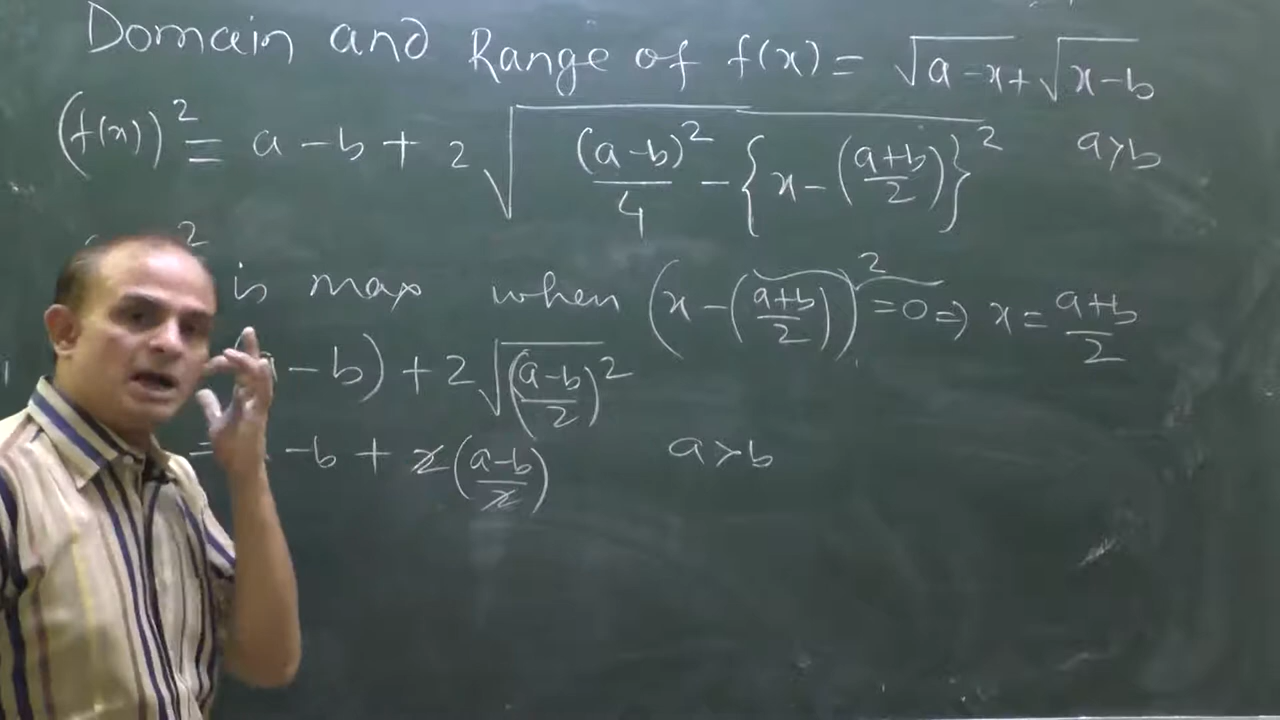 Domain and Range of f(x) = √a-x + √x-b
(f(x))² = a-b + 2√(a-b)²/4 - {x-(a+b/2)}² a>b
² is max when (x-(a+b/2))² =0 ⇒ x = a+b/2
-b) + 2√(a-b/2)²
= -b + 2(a-b/2) a>b